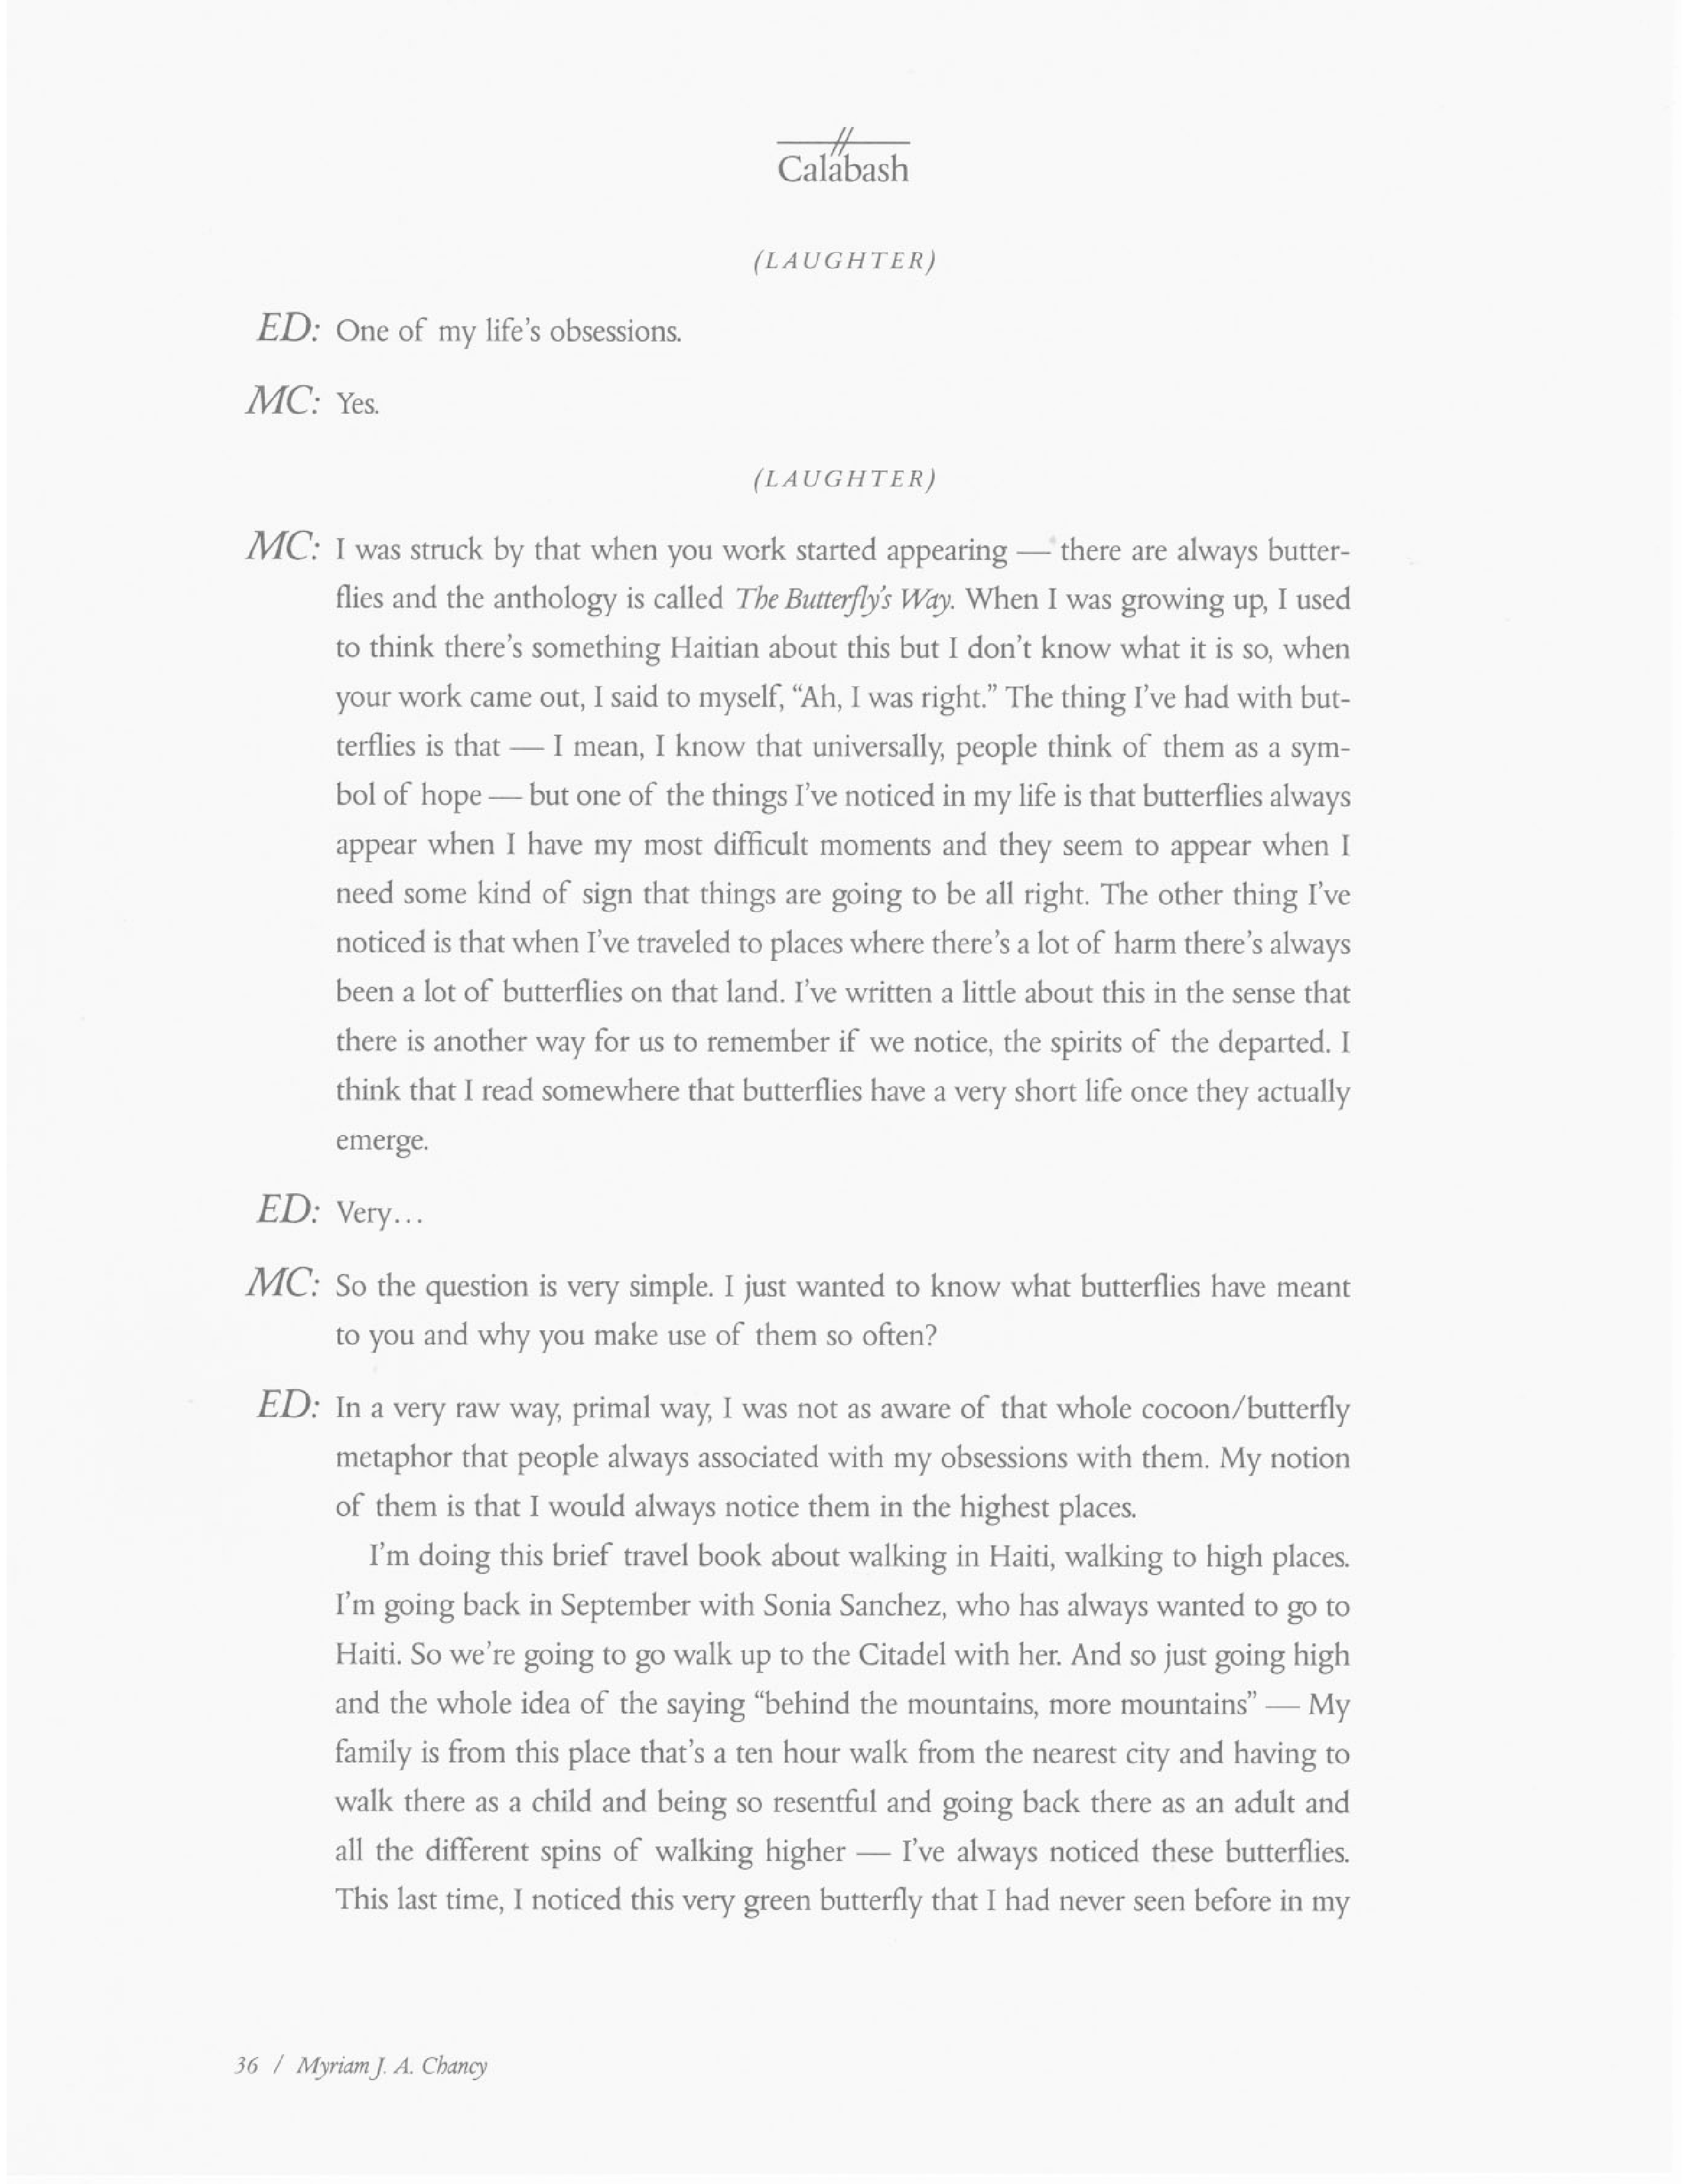 Calabash
(LAUGHTER)
ED: One of my life's obsessions.
MC: Yes.
(LAUGHTER)
MC: I was struck by that when you work started appearing — there are always butter-
flies and the anthology is called The Butterfly's Way. When I was growing up, I used
to think there's something Haitian about this but I don't know what it is so, when
your work came out, I said to myself, “Ah, I was right.” The thing I've had with but-
terflies is that — I mean, I know that universally, people think of them as a sym-
bol of hope — but one of the things I've noticed in my life is that butterflies always
appear when I have my most difficult moments and they seem to appear when I
need some kind of sign that things are going to be all right. The other thing I've
noticed is that when I've traveled to places where there's a lot of harm there's always
been a lot of butterflies on that land. I've written a little about this in the sense that
there is another way for us to remember if we notice, the spirits of the departed. I
think that I read somewhere that butterflies have a very short life once they actually
emerge.
ED: Very...
MC: So the question is very simple. I just wanted to know what butterflies have meant
to you and why you make use of them so often?
ED: In a very raw way, primal way, I was not as aware of that whole cocoon/butterfly
metaphor that people always associated with my obsessions with them. My notion
of them is that I would always notice them in the highest places.
I'm doing this brief travel book about walking in Haiti, walking to high places.
I'm going back in September with Sonia Sanchez, who has always wanted to go to
Haiti. So we're going to go walk up to the Citadel with her. And so just going high
and the whole idea of the saying “behind the mountains, more mountains” — My
family is from this place that's a ten hour walk from the nearest city and having to
walk there as a child and being so resentful and going back there as an adult and
all the different spins of walking higher — I've always noticed these butterflies.
This last time, I noticed this very green butterfly that I had never seen before in my
36 / Myriam J. A. Chancy